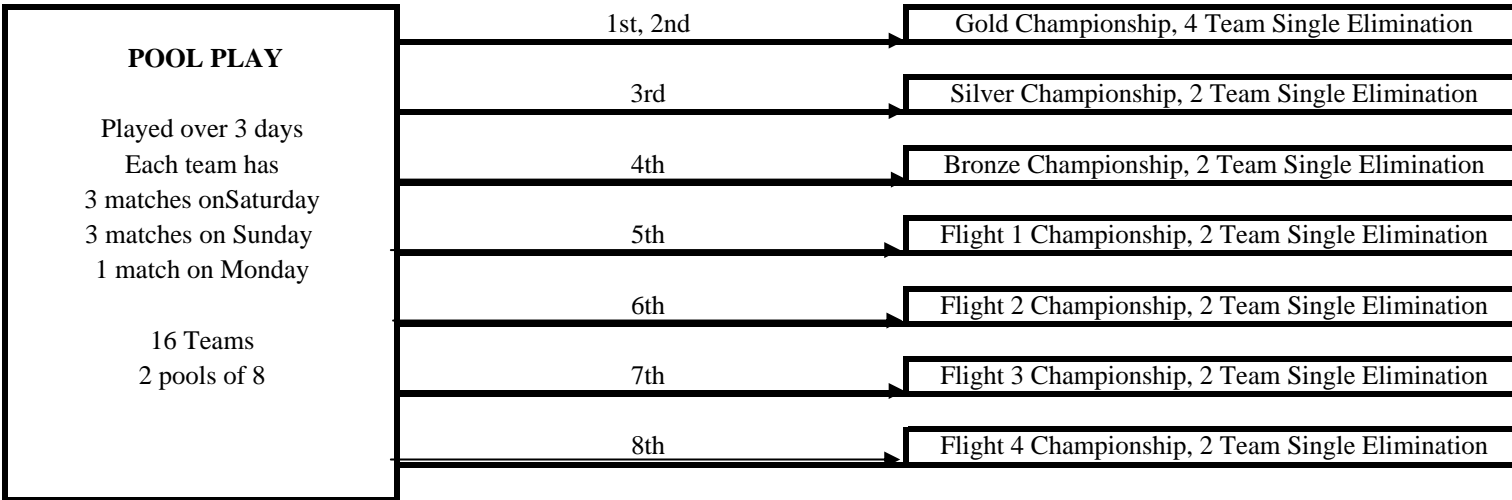 POOL PLAY
Played over 3 days
Each team has
3 matches onSaturday
3 matches on Sunday
1 match on Monday
16 Teams
2 pools of 8
1st, 2nd
Gold Championship, 4 Team Single Elimination
3rd
Silver Championship, 2 Team Single Elimination
4th
Bronze Championship, 2 Team Single Elimination
5th
Flight 1 Championship, 2 Team Single Elimination
6th
Flight 2 Championship, 2 Team Single Elimination
7th
Flight 3 Championship, 2 Team Single Elimination
8th
Flight 4 Championship, 2 Team Single Elimination